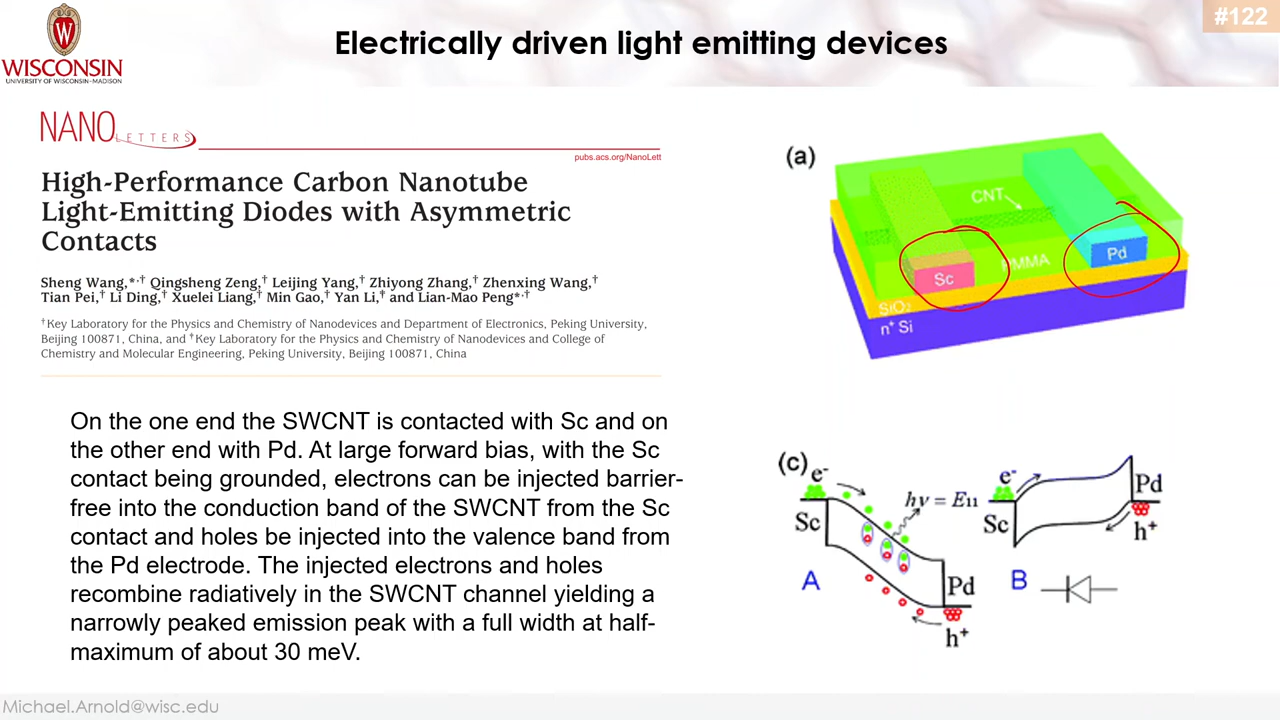 #122
Electrically driven light emitting devices
W
WISCONSIN
UNIVERSITY OF WISCONSIN–MADISON
NANO LETTERS
pubs.acs.org/NanoLett
High-Performance Carbon Nanotube
Light-Emitting Diodes with Asymmetric
Contacts
Sheng Wang,*,† Qingsheng Zeng,† Leijing Yang,† Zhiyong Zhang,† Zhenxing Wang,†
Tian Pei,† Li Ding,† Xuelei Liang,† Min Gao,† Yan Li,‡ and Lian-Mao Peng*,†
†Key Laboratory for the Physics and Chemistry of Nanodevices and Department of Electronics, Peking University,
Beijing 100871, China, and ‡Key Laboratory for the Physics and Chemistry of Nanodevices and College of
Chemistry and Molecular Engineering, Peking University, Beijing 100871, China
On the one end the SWCNT is contacted with Sc and on
the other end with Pd. At large forward bias, with the Sc
contact being grounded, electrons can be injected barrier-
free into the conduction band of the SWCNT from the Sc
contact and holes be injected into the valence band from
the Pd electrode. The injected electrons and holes
recombine radiatively in the SWCNT channel yielding a
narrowly peaked emission peak with a full width at half-
maximum of about 30 meV.
(a)
CNT
Sc
PMMA
Pd
SiO₂
n⁺ Si
(c)
e⁻
hν = E₁₁
Sc
A
Pd
h⁺
e⁻
Sc
Pd
h⁺
B
Michael.Arnold@wisc.edu